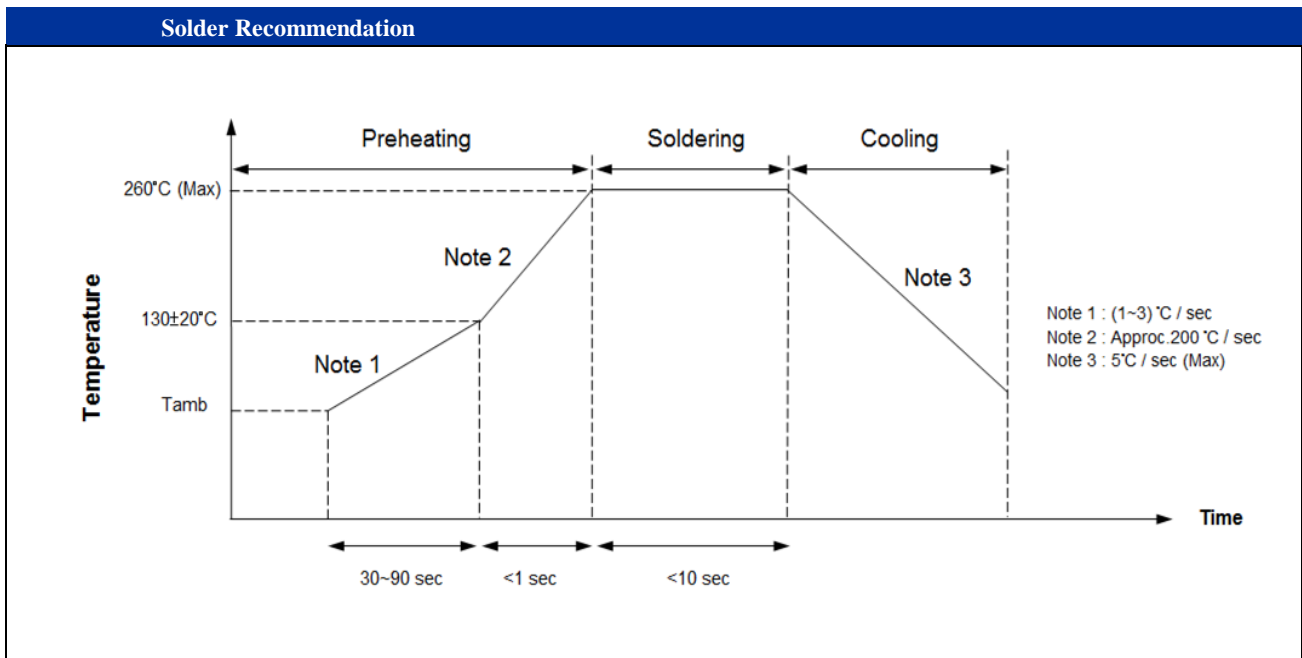 Solder Recommendation
Preheating
Soldering
Cooling
260°C (Max)
Note 2
Note 3
Temperature
130±20°C
Note 1
Tamb
Note 1 : (1~3) °C / sec
Note 2 : Approc.200 °C / sec
Note 3 : 5°C / sec (Max)
Time
30~90 sec
<1 sec
<10 sec